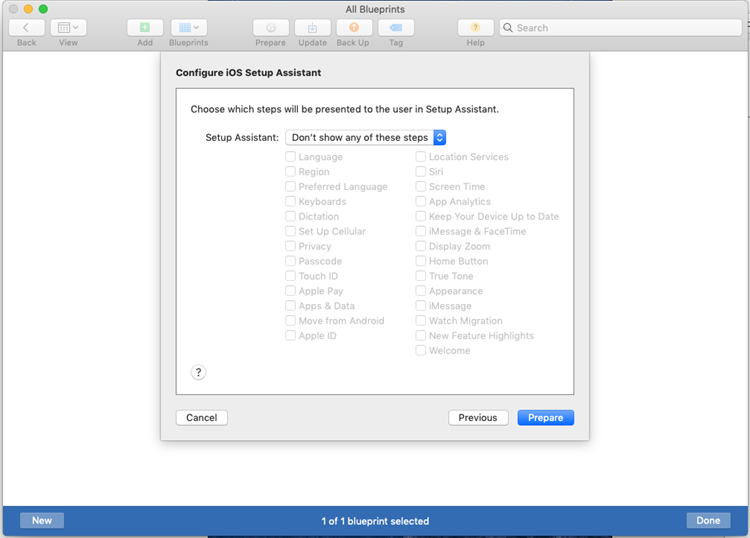 All Blueprints
Back View Add Blueprints Prepare Update Back Up Tag Help Search
Configure iOS Setup Assistant
Choose which steps will be presented to the user in Setup Assistant.
Setup Assistant: Don't show any of these steps
Language
Region
Preferred Language
Keyboards
Dictation
Set Up Cellular
Privacy
Passcode
Touch ID
Apple Pay
Apps & Data
Move from Android
Apple ID
Location Services
Siri
Screen Time
App Analytics
Keep Your Device Up to Date
iMessage & FaceTime
Display Zoom
Home Button
True Tone
Appearance
iMessage
Watch Migration
New Feature Highlights
Welcome
?
Cancel Previous Prepare
New 1 of 1 blueprint selected Done